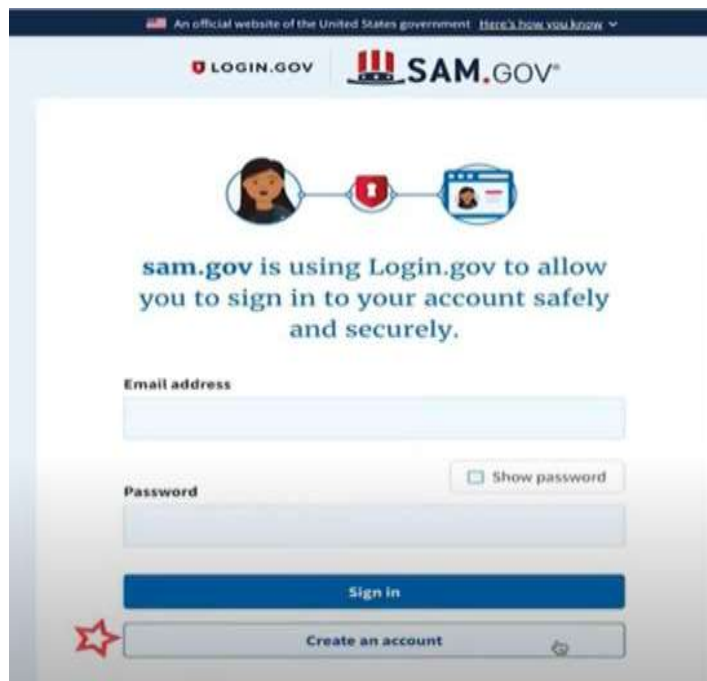 An official website of the United States government Here's how you know
LOGIN.GOV SAM.GOV®
sam.gov is using Login.gov to allow
you to sign in to your account safely
and securely.
Email address
Show password
Password
Sign in
Create an account